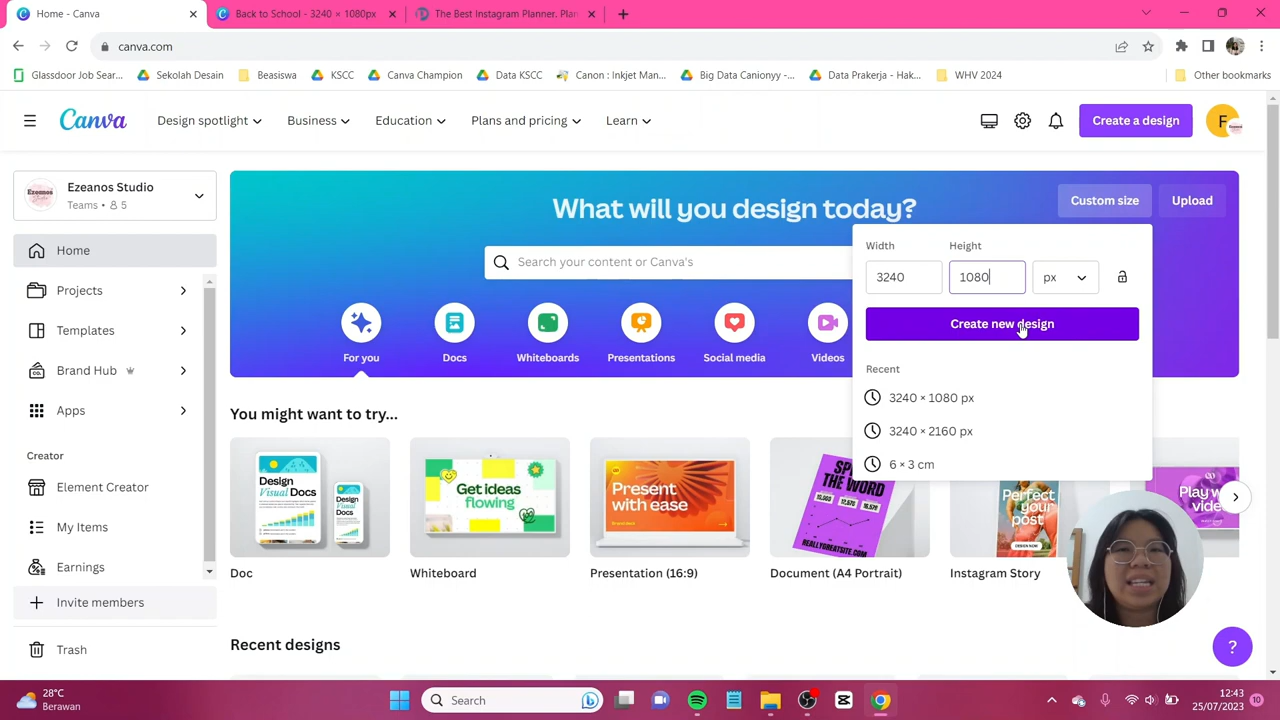 Home - Canva
Back to School - 3240 × 1080px
The Best Instagram Planner. Plan
canva.com
Glassdoor Job Sear...
Sekolah Desain
Beasiswa
KSCC
Canva Champion
Data KSCC
Canon : Inkjet Man...
Big Data Canionyy -...
Data Prakerja - Hak...
WHV 2024
Other bookmarks
Canva
Design spotlight
Business
Education
Plans and pricing
Learn
Create a design
F
Ezeanos Studio
Teams • 5
Home
Projects
Templates
Brand Hub
Apps
Creator
Element Creator
My Items
Earnings
Invite members
Trash
What will you design today?
Custom size
Upload
Search your content or Canva's
For you
Docs
Whiteboards
Presentations
Social media
Videos
Width
Height
3240
1080
px
Create new design
Recent
3240 × 1080 px
3240 × 2160 px
6 × 3 cm
You might want to try...
Design
Visual Docs
Get ideas
flowing
Present
with ease
Perfect
your
post
Doc
Whiteboard
Presentation (16:9)
Document (A4 Portrait)
Instagram Story
Recent designs
?
28°C
Berawan
Search
12:43
25/07/2023
10